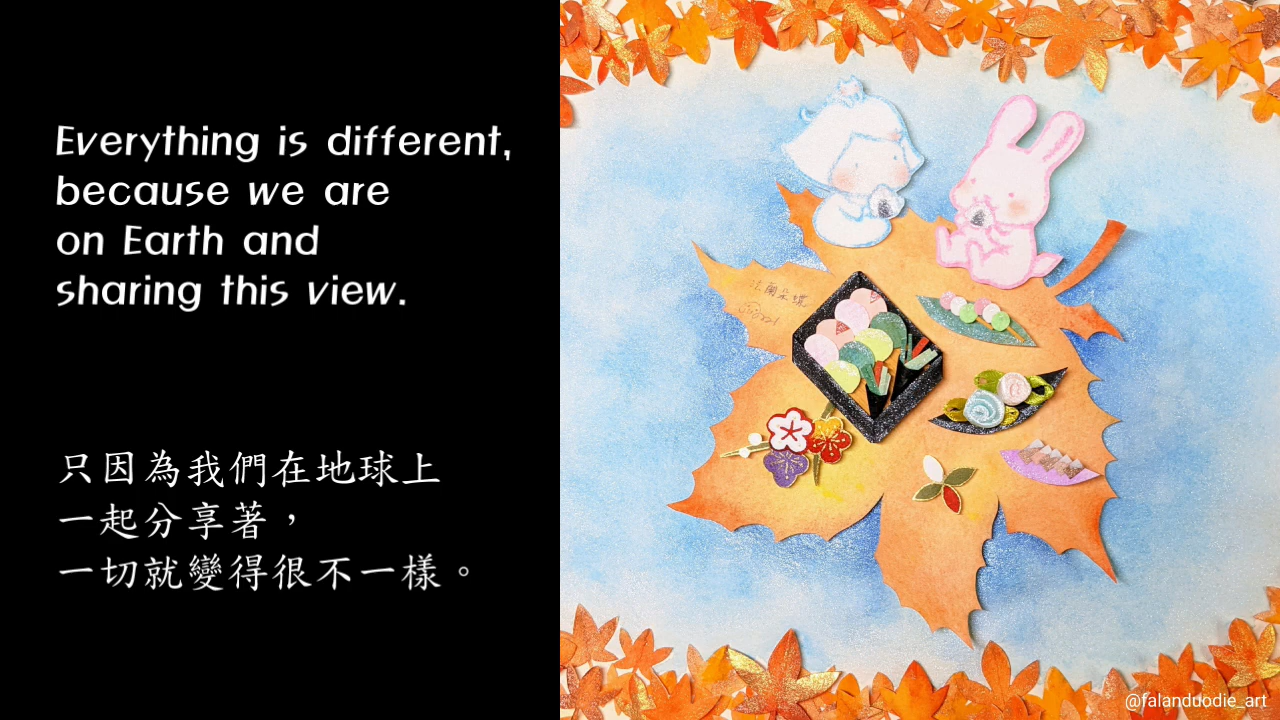 Everything is different,
because we are
on Earth and
sharing this view.
只因為我們在地球上
一起分享著，
一切就變得很不一樣。
@falanduodie_art